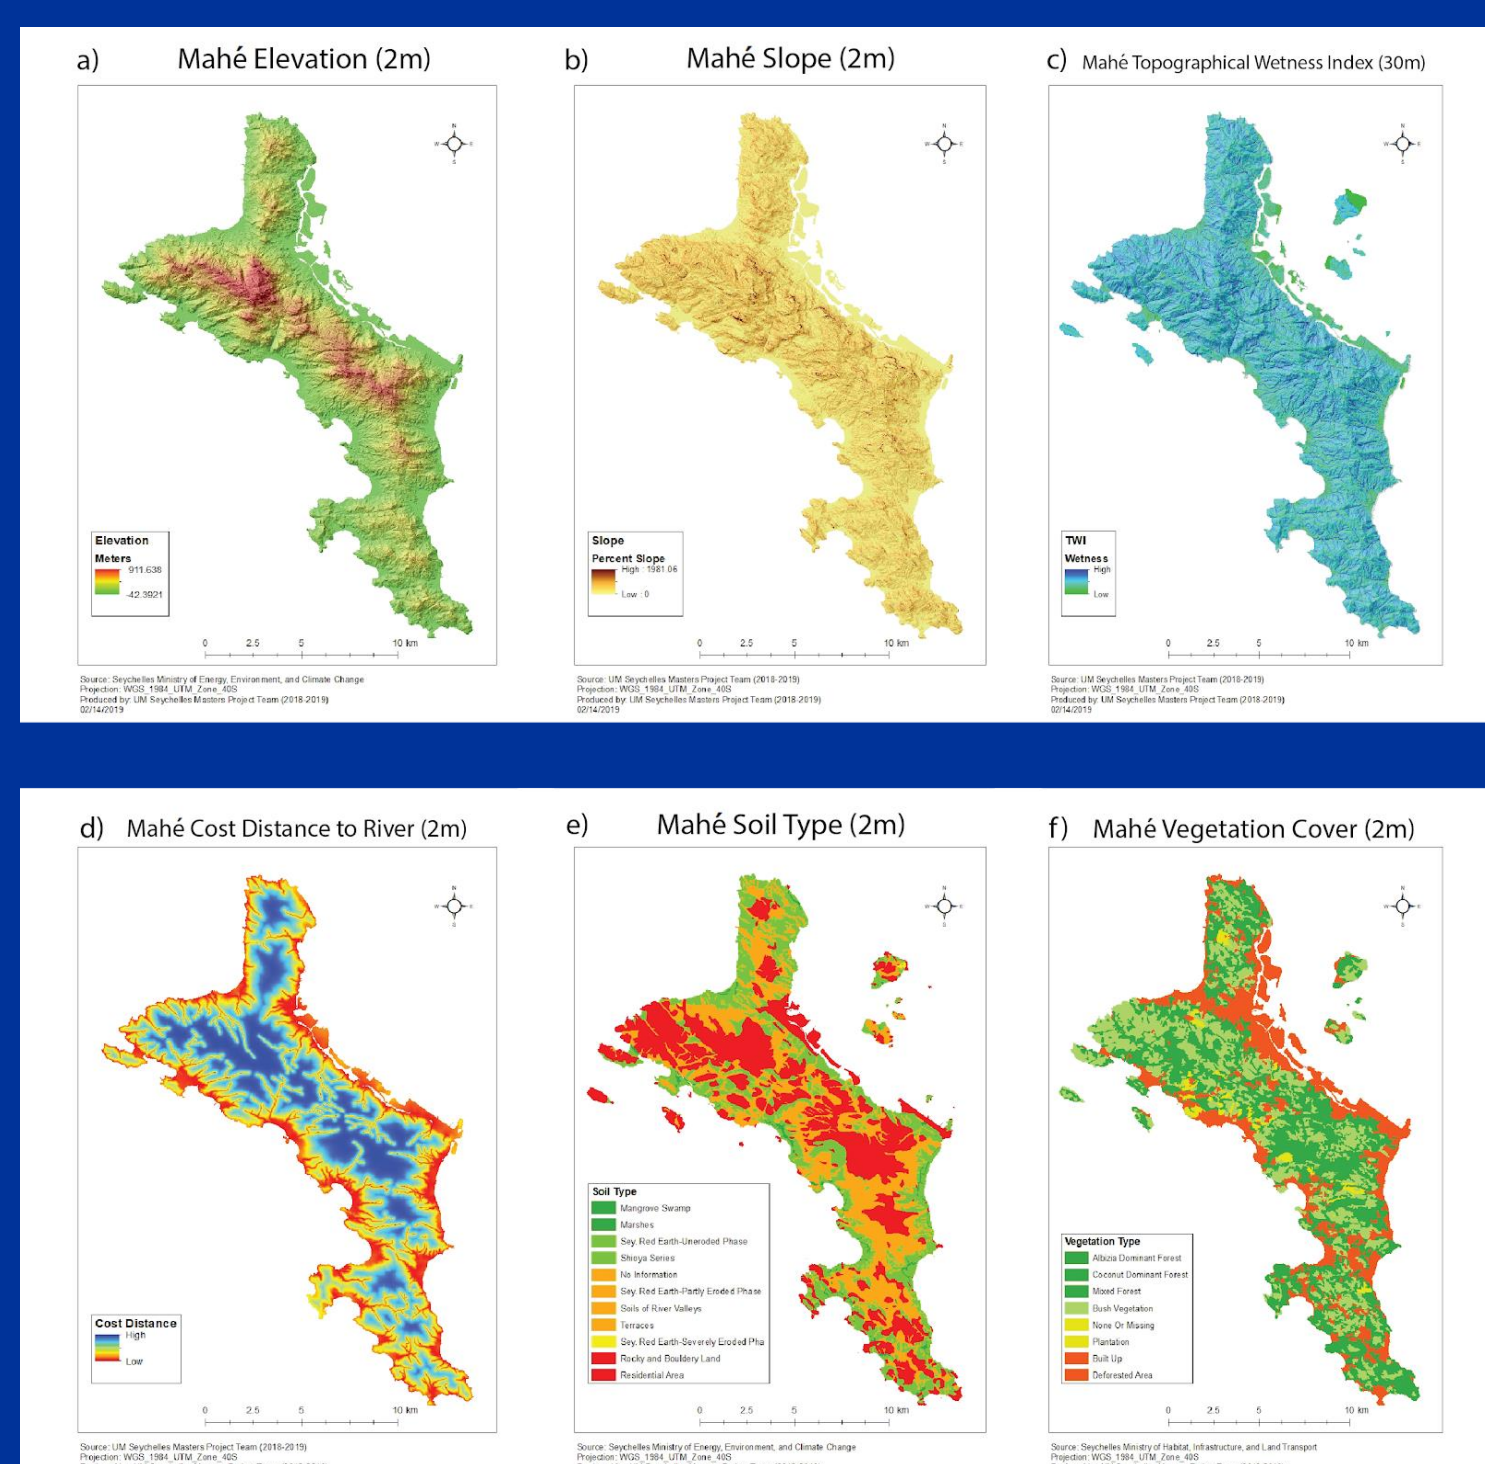 a) Mahé Elevation (2m)
N
W E
S
Elevation
Meters
911.638
-42.3921
0 2.5 5 10 km
Source: Seychelles Ministry of Energy, Environment, and Climate Change
Projection: WGS_1984_UTM_Zone_40S
Produced by: UM Seychelles Masters Project Team (2018-2019)
02/14/2019
b) Mahé Slope (2m)
N
W E
S
Slope
Percent Slope
High : 1981.06
Low : 0
0 2.5 5 10 km
Source: UM Seychelles Masters Project Team (2018-2019)
Projection: WGS_1984_UTM_Zone_40S
Produced by: UM Seychelles Masters Project Team (2018-2019)
02/14/2019
c) Mahé Topographical Wetness Index (30m)
N
W E
S
TWI
Wetness
High
Low
0 2.5 5 10 km
Source: UM Seychelles Masters Project Team (2018-2019)
Projection: WGS_1984_UTM_Zone_40S
Produced by: UM Seychelles Masters Project Team (2018-2019)
02/14/2019
d) Mahé Cost Distance to River (2m)
N
W E
S
Cost Distance
High
Low
0 2.5 5 10 km
Source: UM Seychelles Masters Project Team (2018-2019)
Projection: WGS_1984_UTM_Zone_40S
e) Mahé Soil Type (2m)
N
W E
S
Soil Type
Mangrove Swamp
Marshes
Sey. Red Earth-Uneroded Phase
Shioya Series
No Information
Sey. Red Earth-Partly Eroded Phase
Soils of River Valleys
Terraces
Sey. Red Earth-Severely Eroded Pha
Rocky and Bouldery Land
Residential Area
0 2.5 5 10 km
Source: Seychelles Ministry of Energy, Environment, and Climate Change
Projection: WGS_1984_UTM_Zone_40S
f) Mahé Vegetation Cover (2m)
N
W E
S
Vegetation Type
Albizia Dominant Forest
Coconut Dominant Forest
Mixed Forest
Bush Vegetation
None Or Missing
Plantation
Built Up
Deforested Area
0 2.5 5 10 km
Source: Seychelles Ministry of Habitat, Infrastructure, and Land Transport
Projection: WGS_1984_UTM_Zone_40S